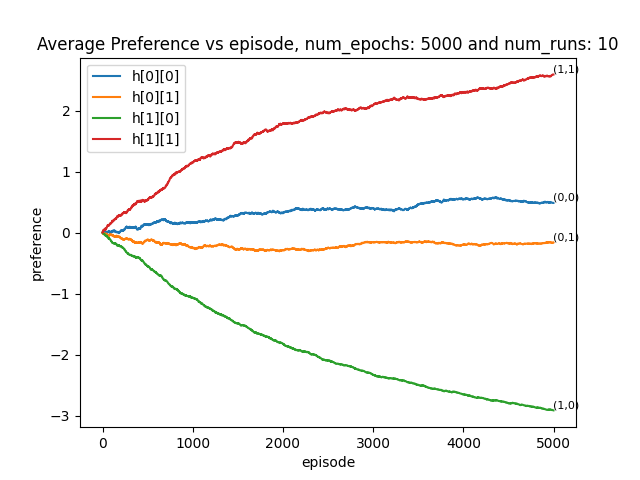 Average Preference vs episode, num_epochs: 5000 and num_runs: 10
h[0][0]
h[0][1]
h[1][0]
h[1][1]
(1,1)
(0,0)
(0,1)
(1,0)
2
1
0
−1
−2
−3
preference
0 1000 2000 3000 4000 5000
episode